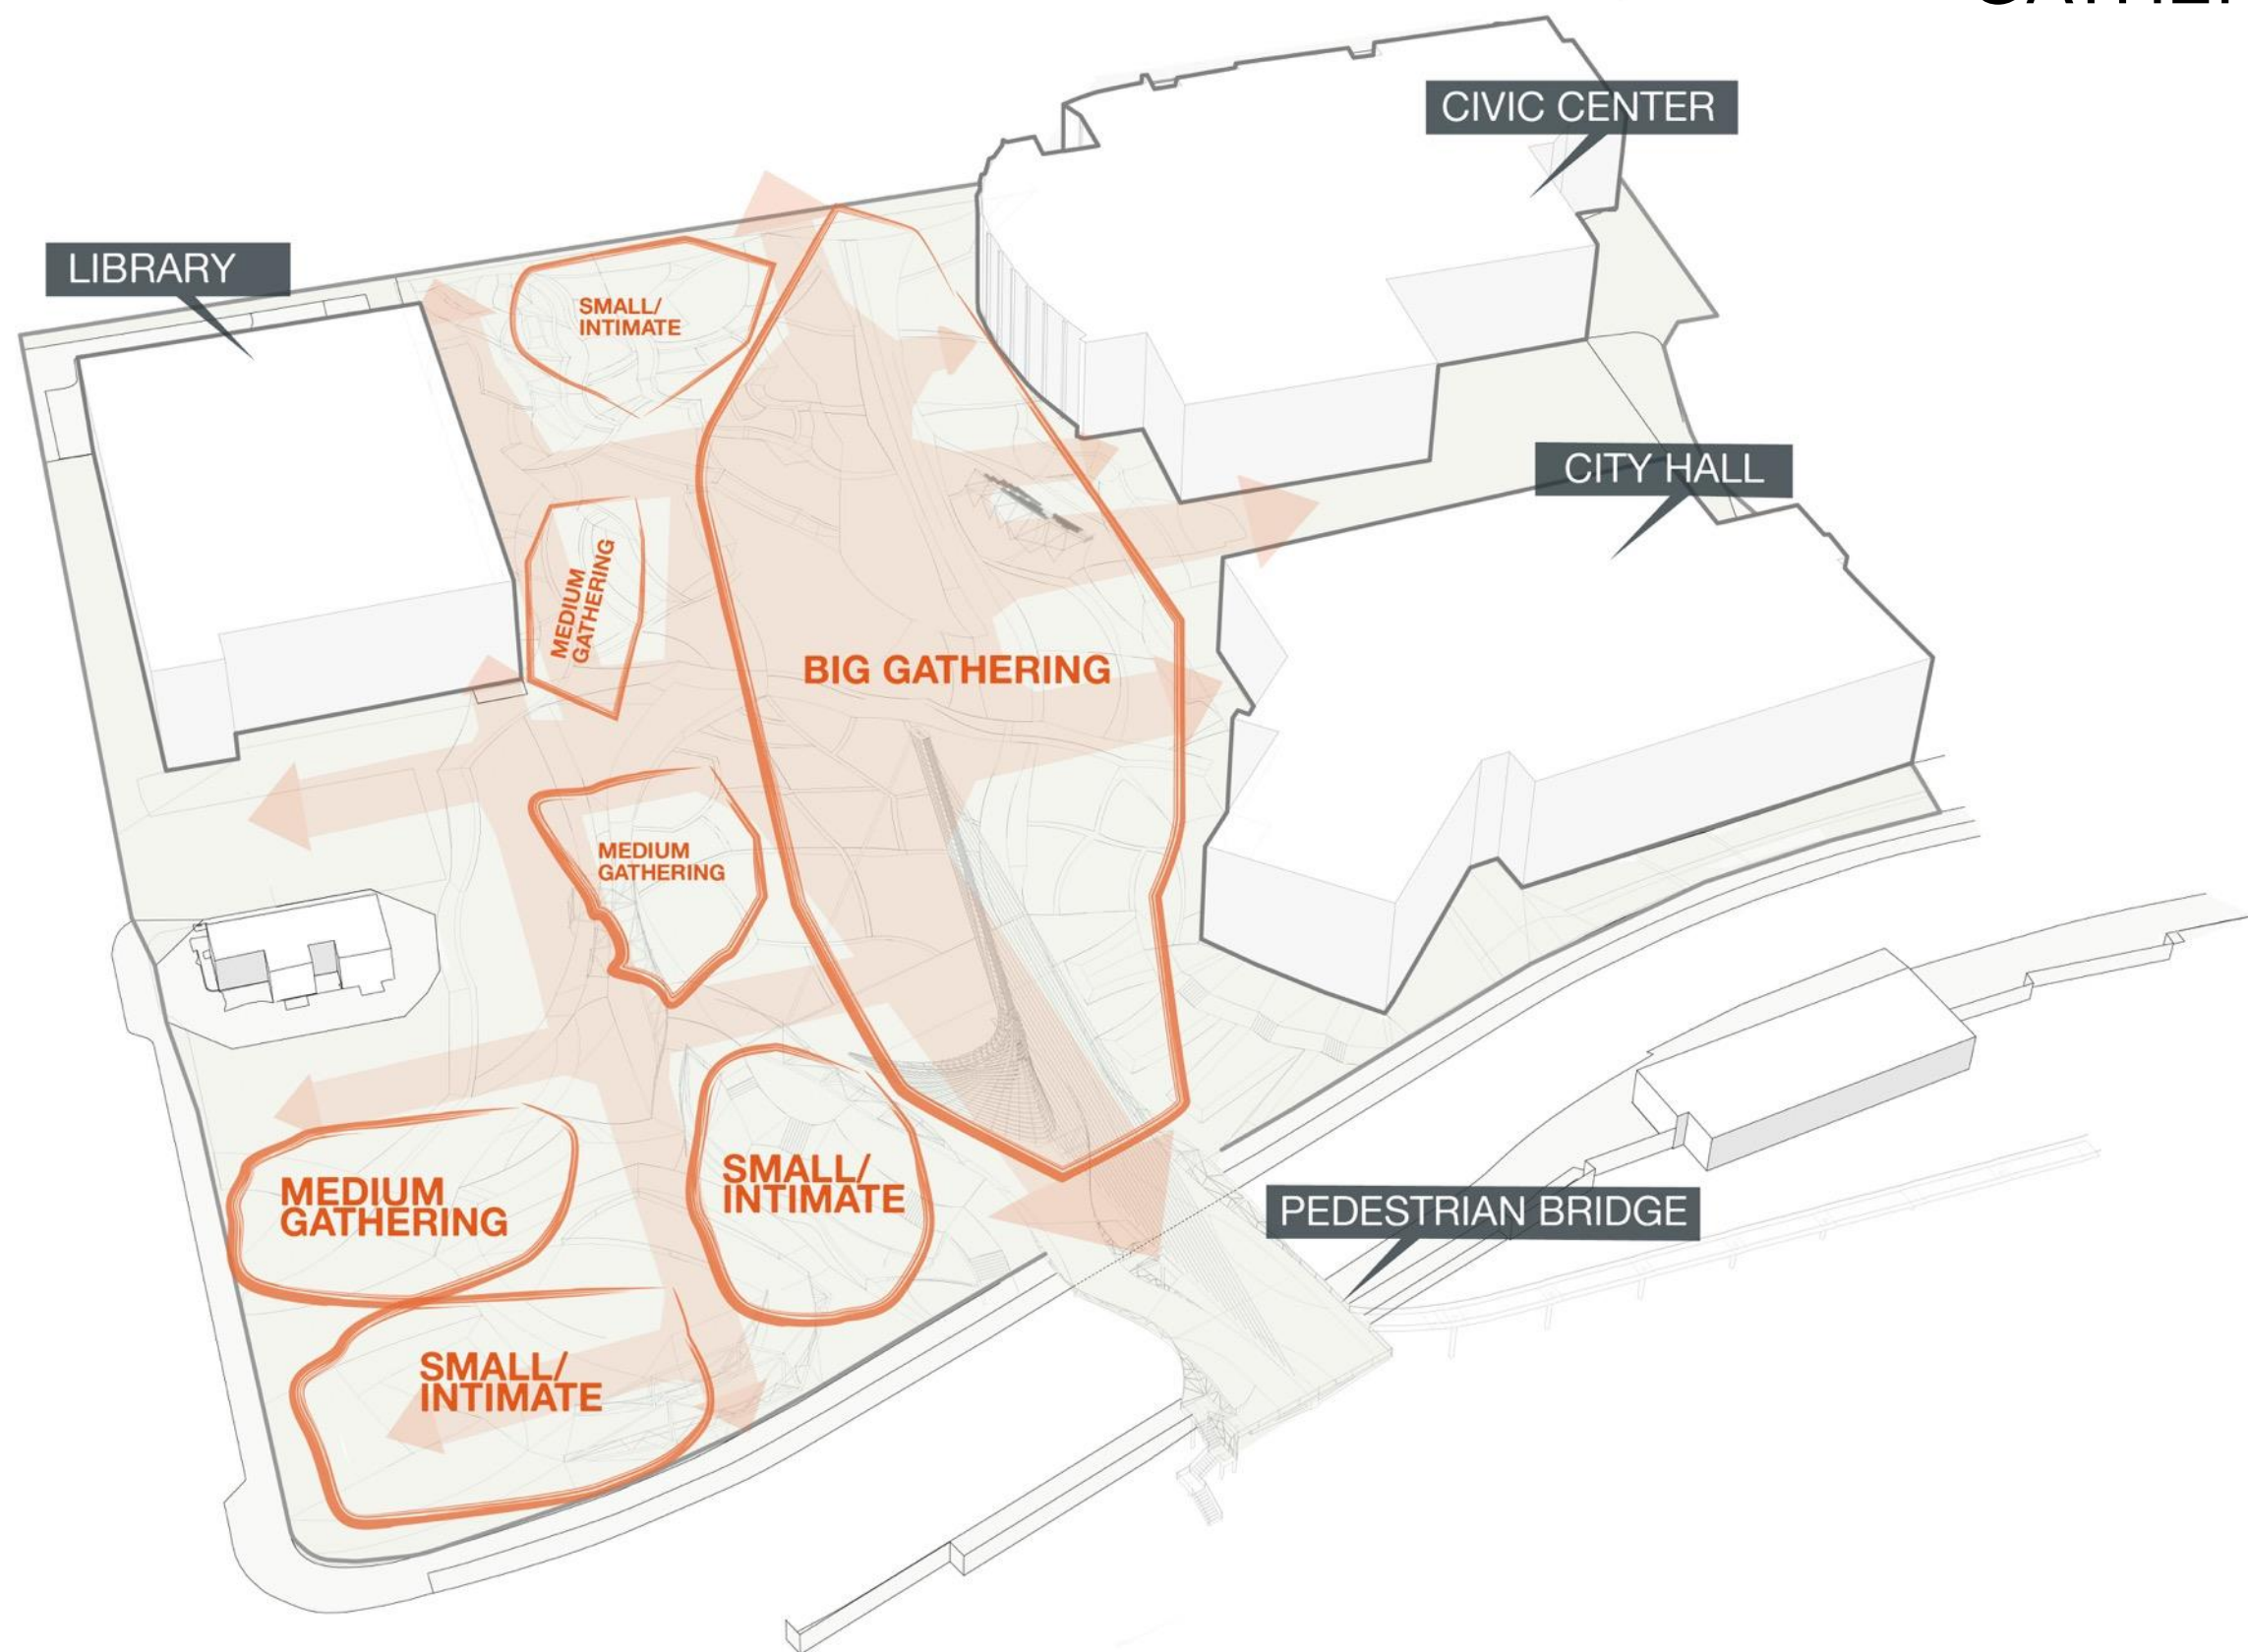 CIVIC CENTER
LIBRARY
SMALL/
INTIMATE
CITY HALL
MEDIUM
GATHERING
BIG GATHERING
MEDIUM
GATHERING
MEDIUM
GATHERING
SMALL/
INTIMATE
PEDESTRIAN BRIDGE
SMALL/
INTIMATE